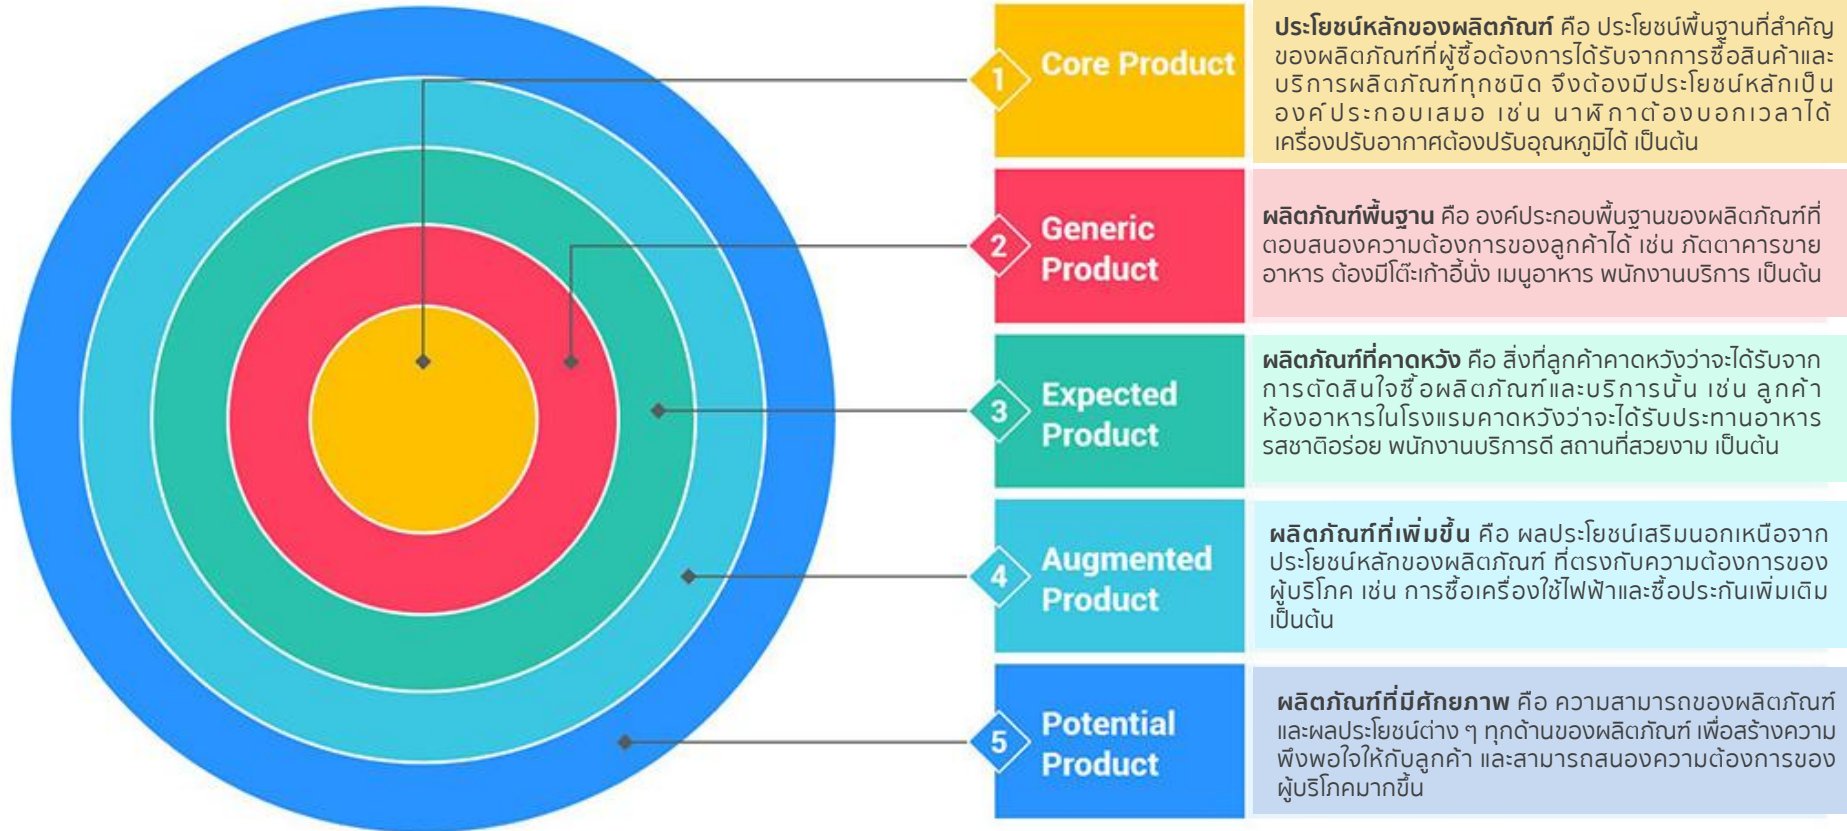 1
Core Product
ประโยชน์หลักของผลิตภัณฑ์ คือ ประโยชน์พื้นฐานที่สำคัญ
ของผลิตภัณฑ์ที่ผู้ซื้อต้องการได้รับจากการซื้อสินค้าและ
บริการผลิตภัณฑ์ทุกชนิด จึงต้องมีประโยชน์หลักเป็น
องค์ประกอบเสมอ เช่น นาฬิกาต้องบอกเวลาได้
เครื่องปรับอากาศต้องปรับอุณหภูมิได้ เป็นต้น
2
Generic
Product
ผลิตภัณฑ์พื้นฐาน คือ องค์ประกอบพื้นฐานของผลิตภัณฑ์ที่
ตอบสนองความต้องการของลูกค้าได้ เช่น ภัตตาคารขาย
อาหาร ต้องมีโต๊ะเก้าอี้นั่ง เมนูอาหาร พนักงานบริการ เป็นต้น
3
Expected
Product
ผลิตภัณฑ์ที่คาดหวัง คือ สิ่งที่ลูกค้าคาดหวังว่าจะได้รับจาก
การตัดสินใจซื้อผลิตภัณฑ์และบริการนั้น เช่น ลูกค้า
ห้องอาหารในโรงแรมคาดหวังว่าจะได้รับประทานอาหาร
รสชาติอร่อย พนักงานบริการดี สถานที่สวยงาม เป็นต้น
4
Augmented
Product
ผลิตภัณฑ์ที่เพิ่มขึ้น คือ ผลประโยชน์เสริมนอกเหนือจาก
ประโยชน์หลักของผลิตภัณฑ์ ที่ตรงกับความต้องการของ
ผู้บริโภค เช่น การซื้อเครื่องใช้ไฟฟ้าและซื้อประกันเพิ่มเติม
เป็นต้น
5
Potential
Product
ผลิตภัณฑ์ที่มีศักยภาพ คือ ความสามารถของผลิตภัณฑ์
และผลประโยชน์ต่าง ๆ ทุกด้านของผลิตภัณฑ์ เพื่อสร้างความ
พึงพอใจให้กับลูกค้า และสามารถสนองความต้องการของ
ผู้บริโภคมากขึ้น